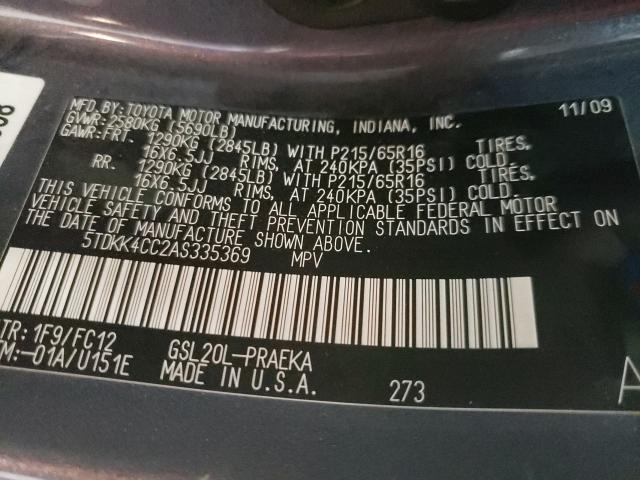 MFD.BY:TOYOTA MOTOR MANUFACTURING, INDIANA, INC. 11/09
GVWR: 2580KG (5690LB)
GAWR:FRT. 1290KG (2845LB) WITH P215/65R16 TIRES,
16X6.5JJ RIMS, AT 240KPA (35PSI) COLD.
RR. 1290KG (2845LB) WITH P215/65R16 TIRES,
16X6.5JJ RIMS, AT 240KPA (35PSI) COLD.
THIS VEHICLE CONFORMS TO ALL APPLICABLE FEDERAL MOTOR
VEHICLE SAFETY AND THEFT PREVENTION STANDARDS IN EFFECT ON
THE DATE OF MANUFACTURE SHOWN ABOVE.
5TDKK4CC2AS335369 MPV
TR: 1F9/FC12 GSL20L-PRAEKA
M:-01A/U151E MADE IN U.S.A. 273